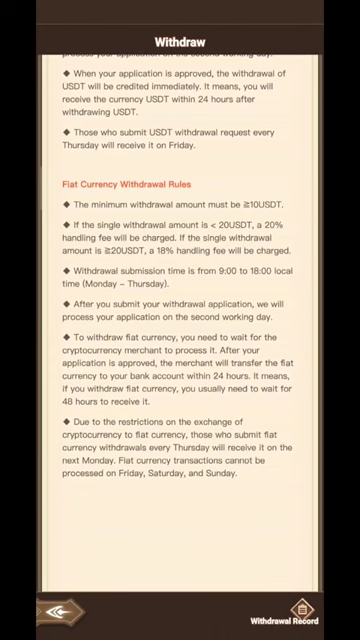 Withdraw
process your application on the second working day.
◆ When your application is approved, the withdrawal of
USDT will be credited immediately. It means, you will
receive the currency USDT within 24 hours after
withdrawing USDT.
◆ Those who submit USDT withdrawal request every
Thursday will receive it on Friday.
Fiat Currency Withdrawal Rules
◆ The minimum withdrawal amount must be ≧10USDT.
◆ If the single withdrawal amount is < 20USDT, a 20%
handling fee will be charged. If the single withdrawal
amount is ≧20USDT, a 18% handling fee will be charged.
◆ Withdrawal submission time is from 9:00 to 18:00 local
time (Monday – Thursday).
◆ After you submit your withdrawal application, we will
process your application on the second working day.
◆ To withdraw fiat currency, you need to wait for the
cryptocurrency merchant to process it. After your
application is approved, the merchant will transfer the fiat
currency to your bank account within 24 hours. It means,
if you withdraw fiat currency, you usually need to wait for
48 hours to receive it.
◆ Due to the restrictions on the exchange of
cryptocurrency to fiat currency, those who submit fiat
currency withdrawals every Thursday will receive it on the
next Monday. Fiat currency transactions cannot be
processed on Friday, Saturday, and Sunday.
Withdrawal Record